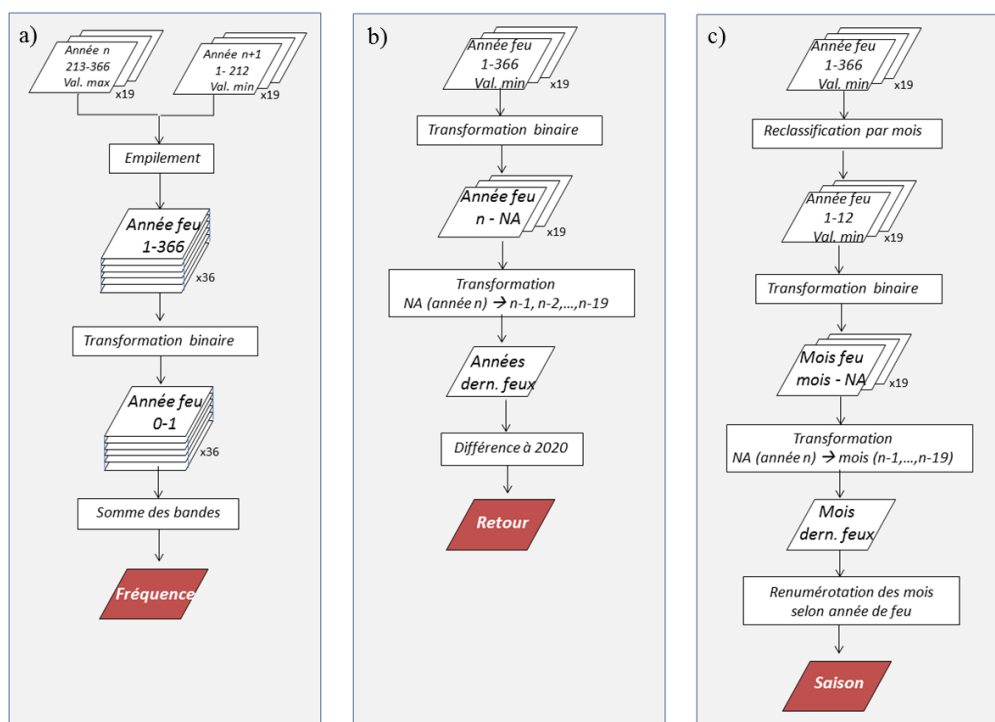 a)
Année n
213-366
Val. max
x19
Année n+1
1- 212
Val. min
x19
Empilement
Année feu
1-366
x36
Transformation binaire
Année feu
0-1
x36
Somme des bandes
Fréquence
b)
Année feu
1-366
Val. min
x19
Transformation binaire
Année feu
n - NA
x19
Transformation
NA (année n) → n-1, n-2,...,n-19
Années
dern. feux
Différence à 2020
Retour
c)
Année feu
1-366
Val. min
x19
Reclassification par mois
Année feu
1-12
Val. min
x19
Transformation binaire
Mois feu
mois - NA
x19
Transformation
NA (année n) → mois (n-1,...,n-19)
Mois
dern. feux
Renumérotation des mois
selon année de feu
Saison